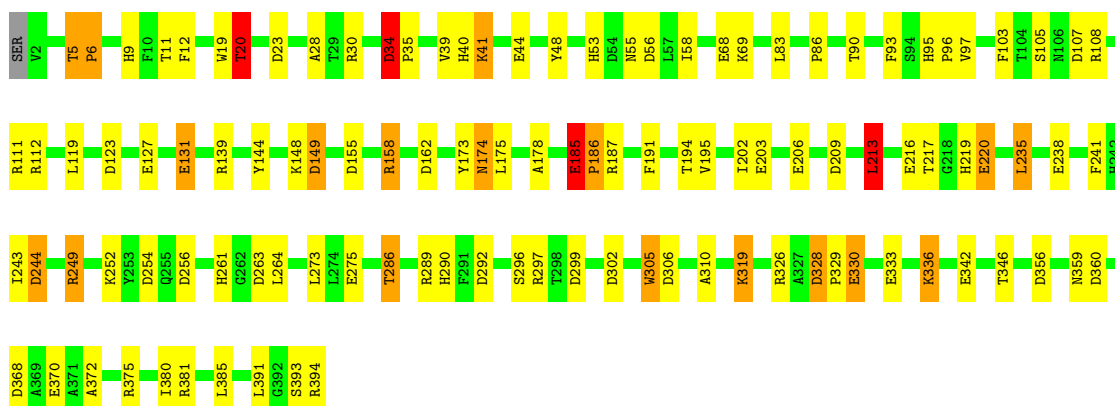 SER V2 T5 P6 H9 F10 T11 F12 W19 T20 D23 A28 T29 R30 D34 P35 V39 H40 K41 E44 Y48 H53 D54 N55 D56 L57 I58 E68 K69 L83 P86 T90 F93 S94 H95 P96 V97 F103 T104 S105 N106 D107 R108
R111 R112 L119 D123 E127 E131 R139 Y144 K148 D149 D155 R158 D162 Y173 N174 L175 A178 E185 P186 R187 F191 T194 V195 I202 E203 E206 D209 L213 E216 T217 G218 H219 E220 L235 E238 F241 H242
I243 D244 R249 K252 Y253 D254 Q255 D256 H261 G262 D263 L264 L273 L274 E275 T286 R289 H290 F291 D292 S296 R297 T298 D299 D302 W305 D306 A310 K319 R326 A327 D328 P329 E330 E333 K336 E342 T346 D356 N359 D360
D368 A369 E370 A371 A372 R375 I380 R381 L385 L391 G392 S393 R394